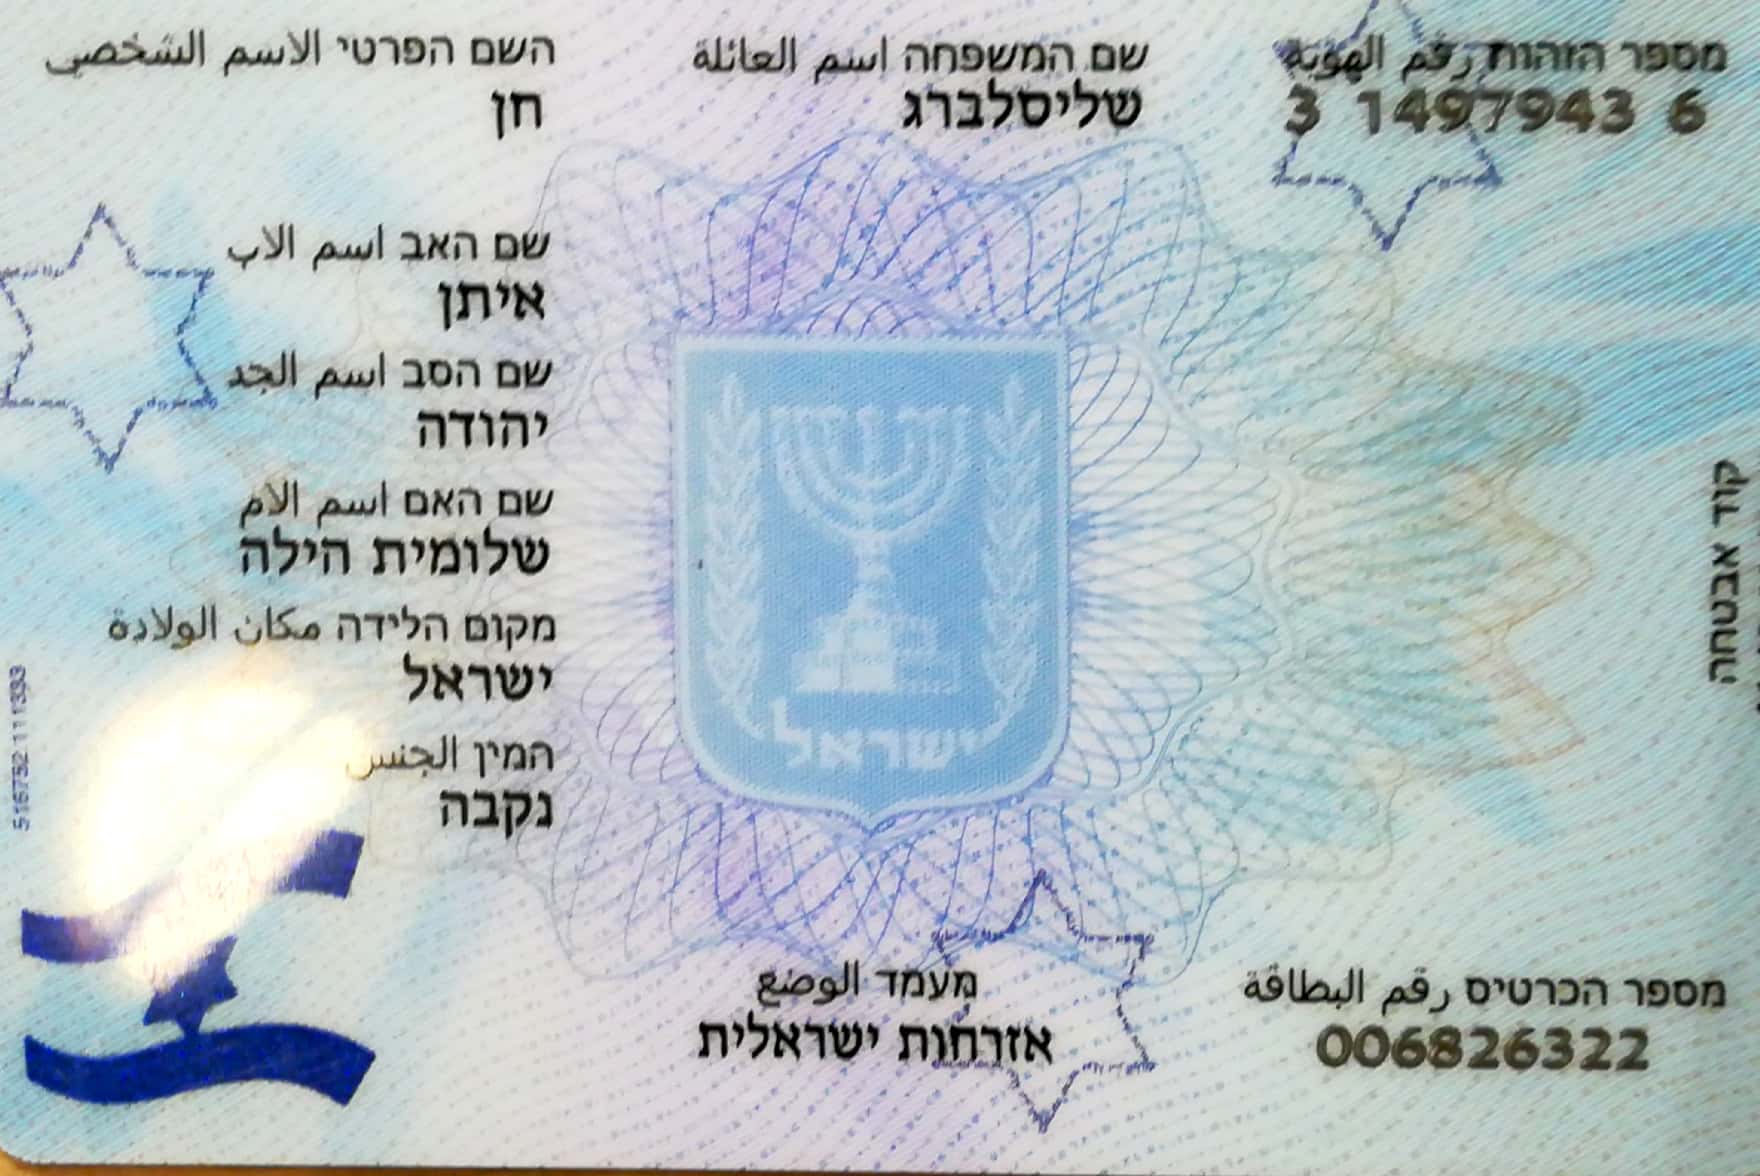 מספר הזהות رقم الهوية
3 1497943 6
שם המשפחה اسم العائلة
שליסלברג
השם הפרטי الاسم الشخصي
חן
שם האב اسم الاب
איתן
שם הסב اسم الجد
יהודה
שם האם اسم الام
שלומית הילה
מקום הלידה مكان الولادة
ישראל
המין الجنس
נקבה
ישראל
קוד אבטחה
516752 111333
מעמד الوضع
אזרחות ישראלית
מספר הכרטיס رقم البطاقة
006826322